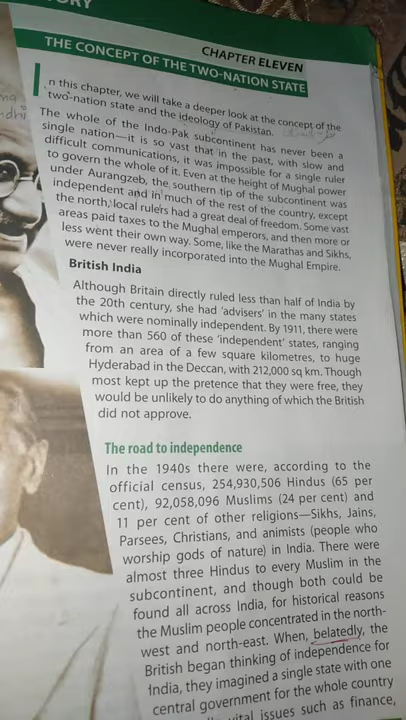 CHAPTER ELEVEN
THE CONCEPT OF THE TWO-NATION STATE
In this chapter, we will take a deeper look at the concept of the
two-nation state and the ideology of Pakistan.
The whole of the Indo-Pak subcontinent has never been a
single nation—it is so vast that in the past, with slow and
difficult communications, it was impossible for a single ruler
to govern the whole of it. Even at the height of Mughal power
under Aurangzeb, the southern tip of the subcontinent was
independent and in much of the rest of the country, except
the north, local rulers had a great deal of freedom. Some vast
areas paid taxes to the Mughal emperors, and then more or
less went their own way. Some, like the Marathas and Sikhs,
were never really incorporated into the Mughal Empire.
British India
Although Britain directly ruled less than half of India by
the 20th century, she had 'advisers' in the many states
which were nominally independent. By 1911, there were
more than 560 of these 'independent' states, ranging
from an area of a few square kilometres, to huge
Hyderabad in the Deccan, with 212,000 sq km. Though
most kept up the pretence that they were free, they
would be unlikely to do anything of which the British
did not approve.
The road to independence
In the 1940s there were, according to the
official census, 254,930,506 Hindus (65 per
cent), 92,058,096 Muslims (24 per cent) and
11 per cent of other religions—Sikhs, Jains,
Parsees, Christians, and animists (people who
worship gods of nature) in India. There were
almost three Hindus to every Muslim in the
subcontinent, and though both could be
found all across India, for historical reasons
the Muslim people concentrated in the north-
west and north-east. When, belatedly, the
British began thinking of independence for
India, they imagined a single state with one
central government for the whole country
vital issues such as finance,